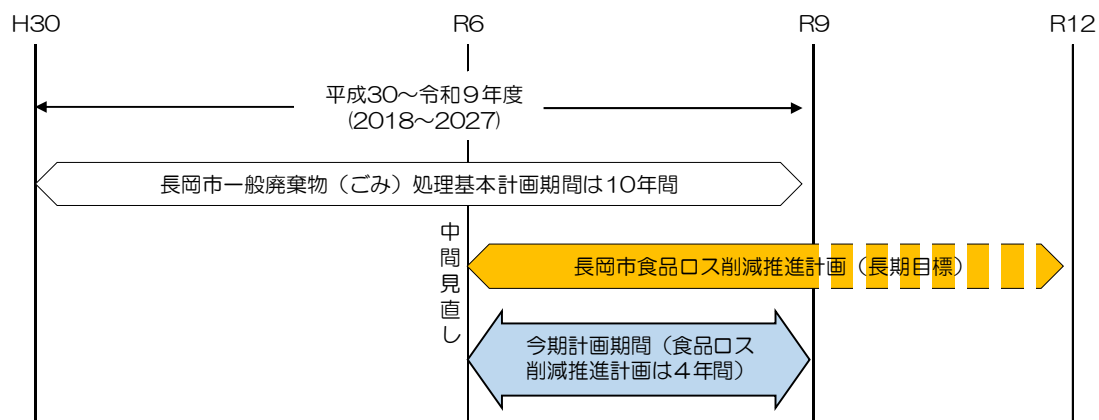 H30
R6
R9
R12
平成30～令和９年度
(2018～2027)
長岡市一般廃棄物（ごみ）処理基本計画期間は10年間
中間見直し
長岡市食品ロス削減推進計画（長期目標）
今期計画期間（食品ロス
削減推進計画は４年間）